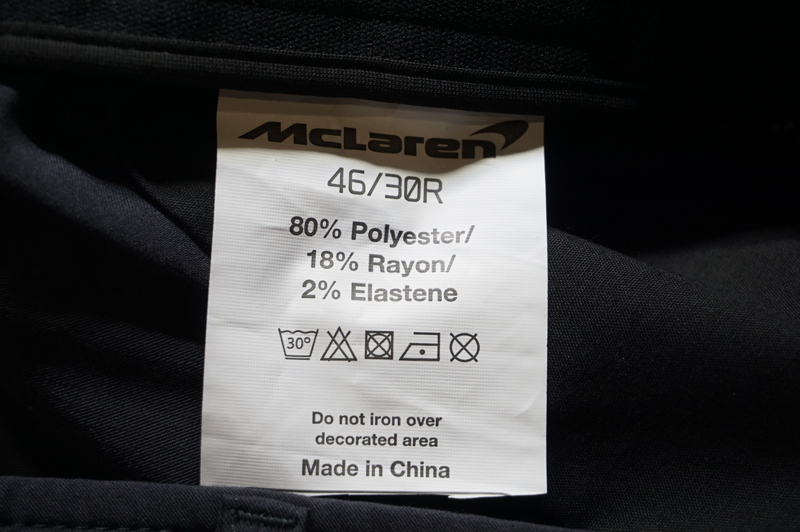 McLaren
46/30R
80% Polyester/
18% Rayon/
2% Elastene
30°
Do not iron over
decorated area
Made in China